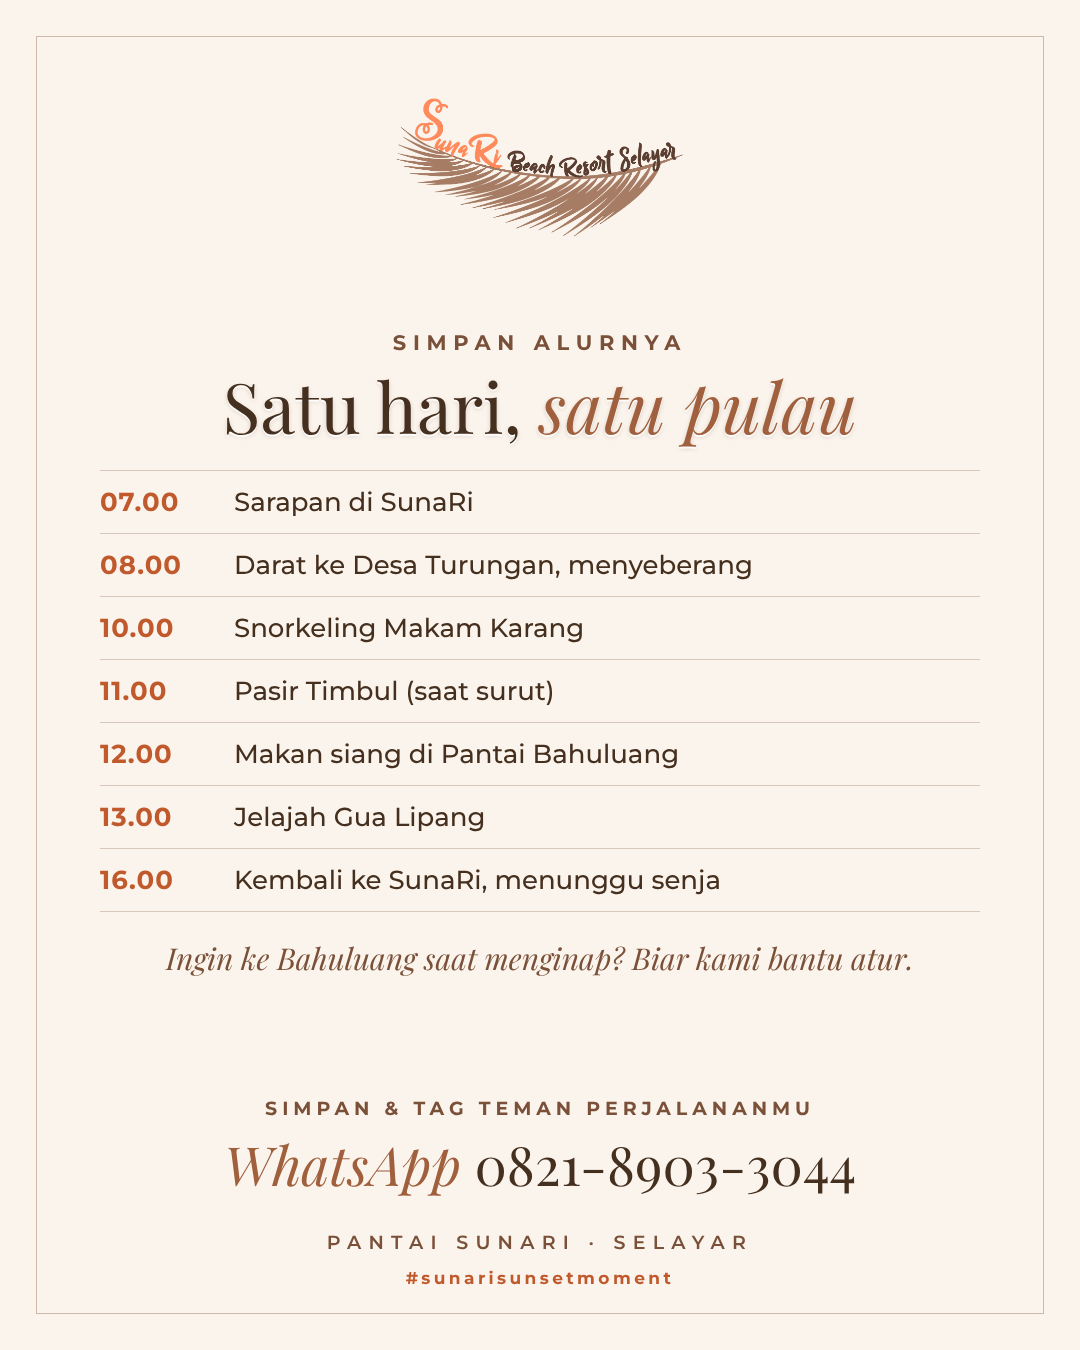 SunaRi Beach Resort Selayar
SIMPAN ALURNYA
Satu hari, satu pulau
07.00 Sarapan di SunaRi
08.00 Darat ke Desa Turungan, menyeberang
10.00 Snorkeling Makam Karang
11.00 Pasir Timbul (saat surut)
12.00 Makan siang di Pantai Bahuluang
13.00 Jelajah Gua Lipang
16.00 Kembali ke SunaRi, menunggu senja
Ingin ke Bahuluang saat menginap? Biar kami bantu atur.
SIMPAN & TAG TEMAN PERJALANANMU
WhatsApp 0821-8903-3044
PANTAI SUNARI · SELAYAR
#sunarisunsetmoment